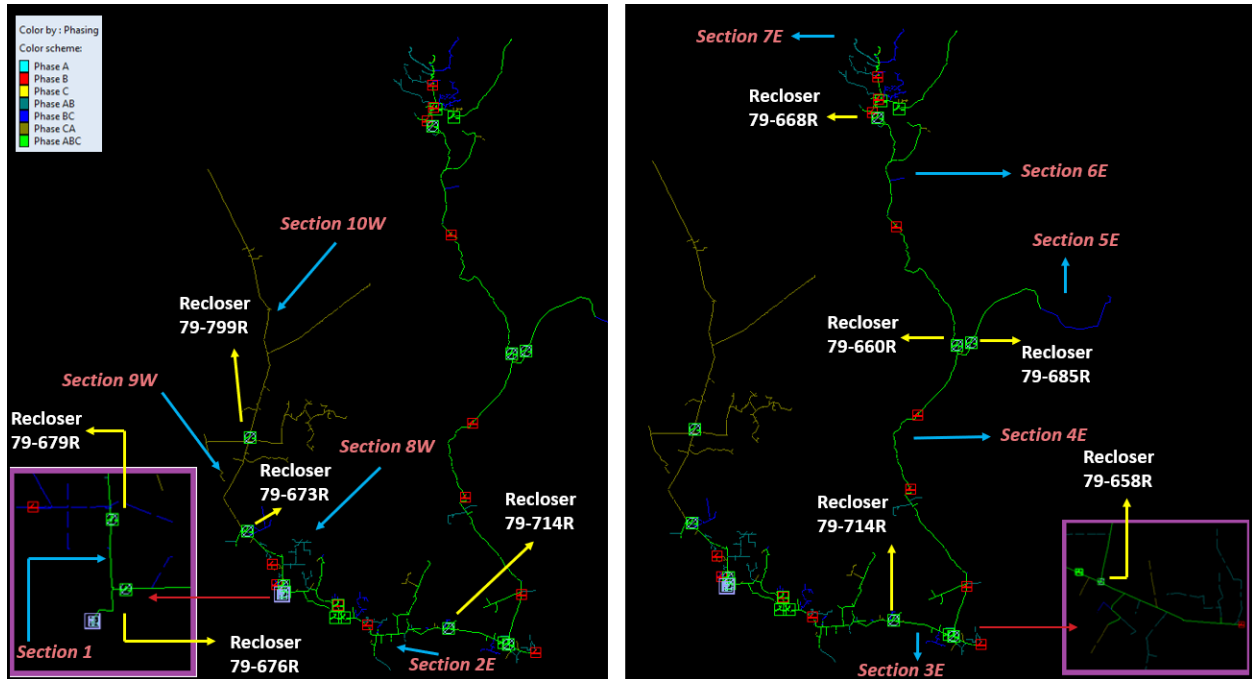 Color by : Phasing
Color scheme:
Phase A
Phase B
Phase C
Phase AB
Phase BC
Phase CA
Phase ABC
Section 10W
Recloser
79-799R
Section 9W
Recloser
79-679R
Section 8W
Recloser
79-673R
Recloser
79-714R
Section 1
Recloser
79-676R
Section 2E
Section 7E
Recloser
79-668R
Section 6E
Section 5E
Recloser
79-660R
Recloser
79-685R
Section 4E
Recloser
79-658R
Recloser
79-714R
Section 3E